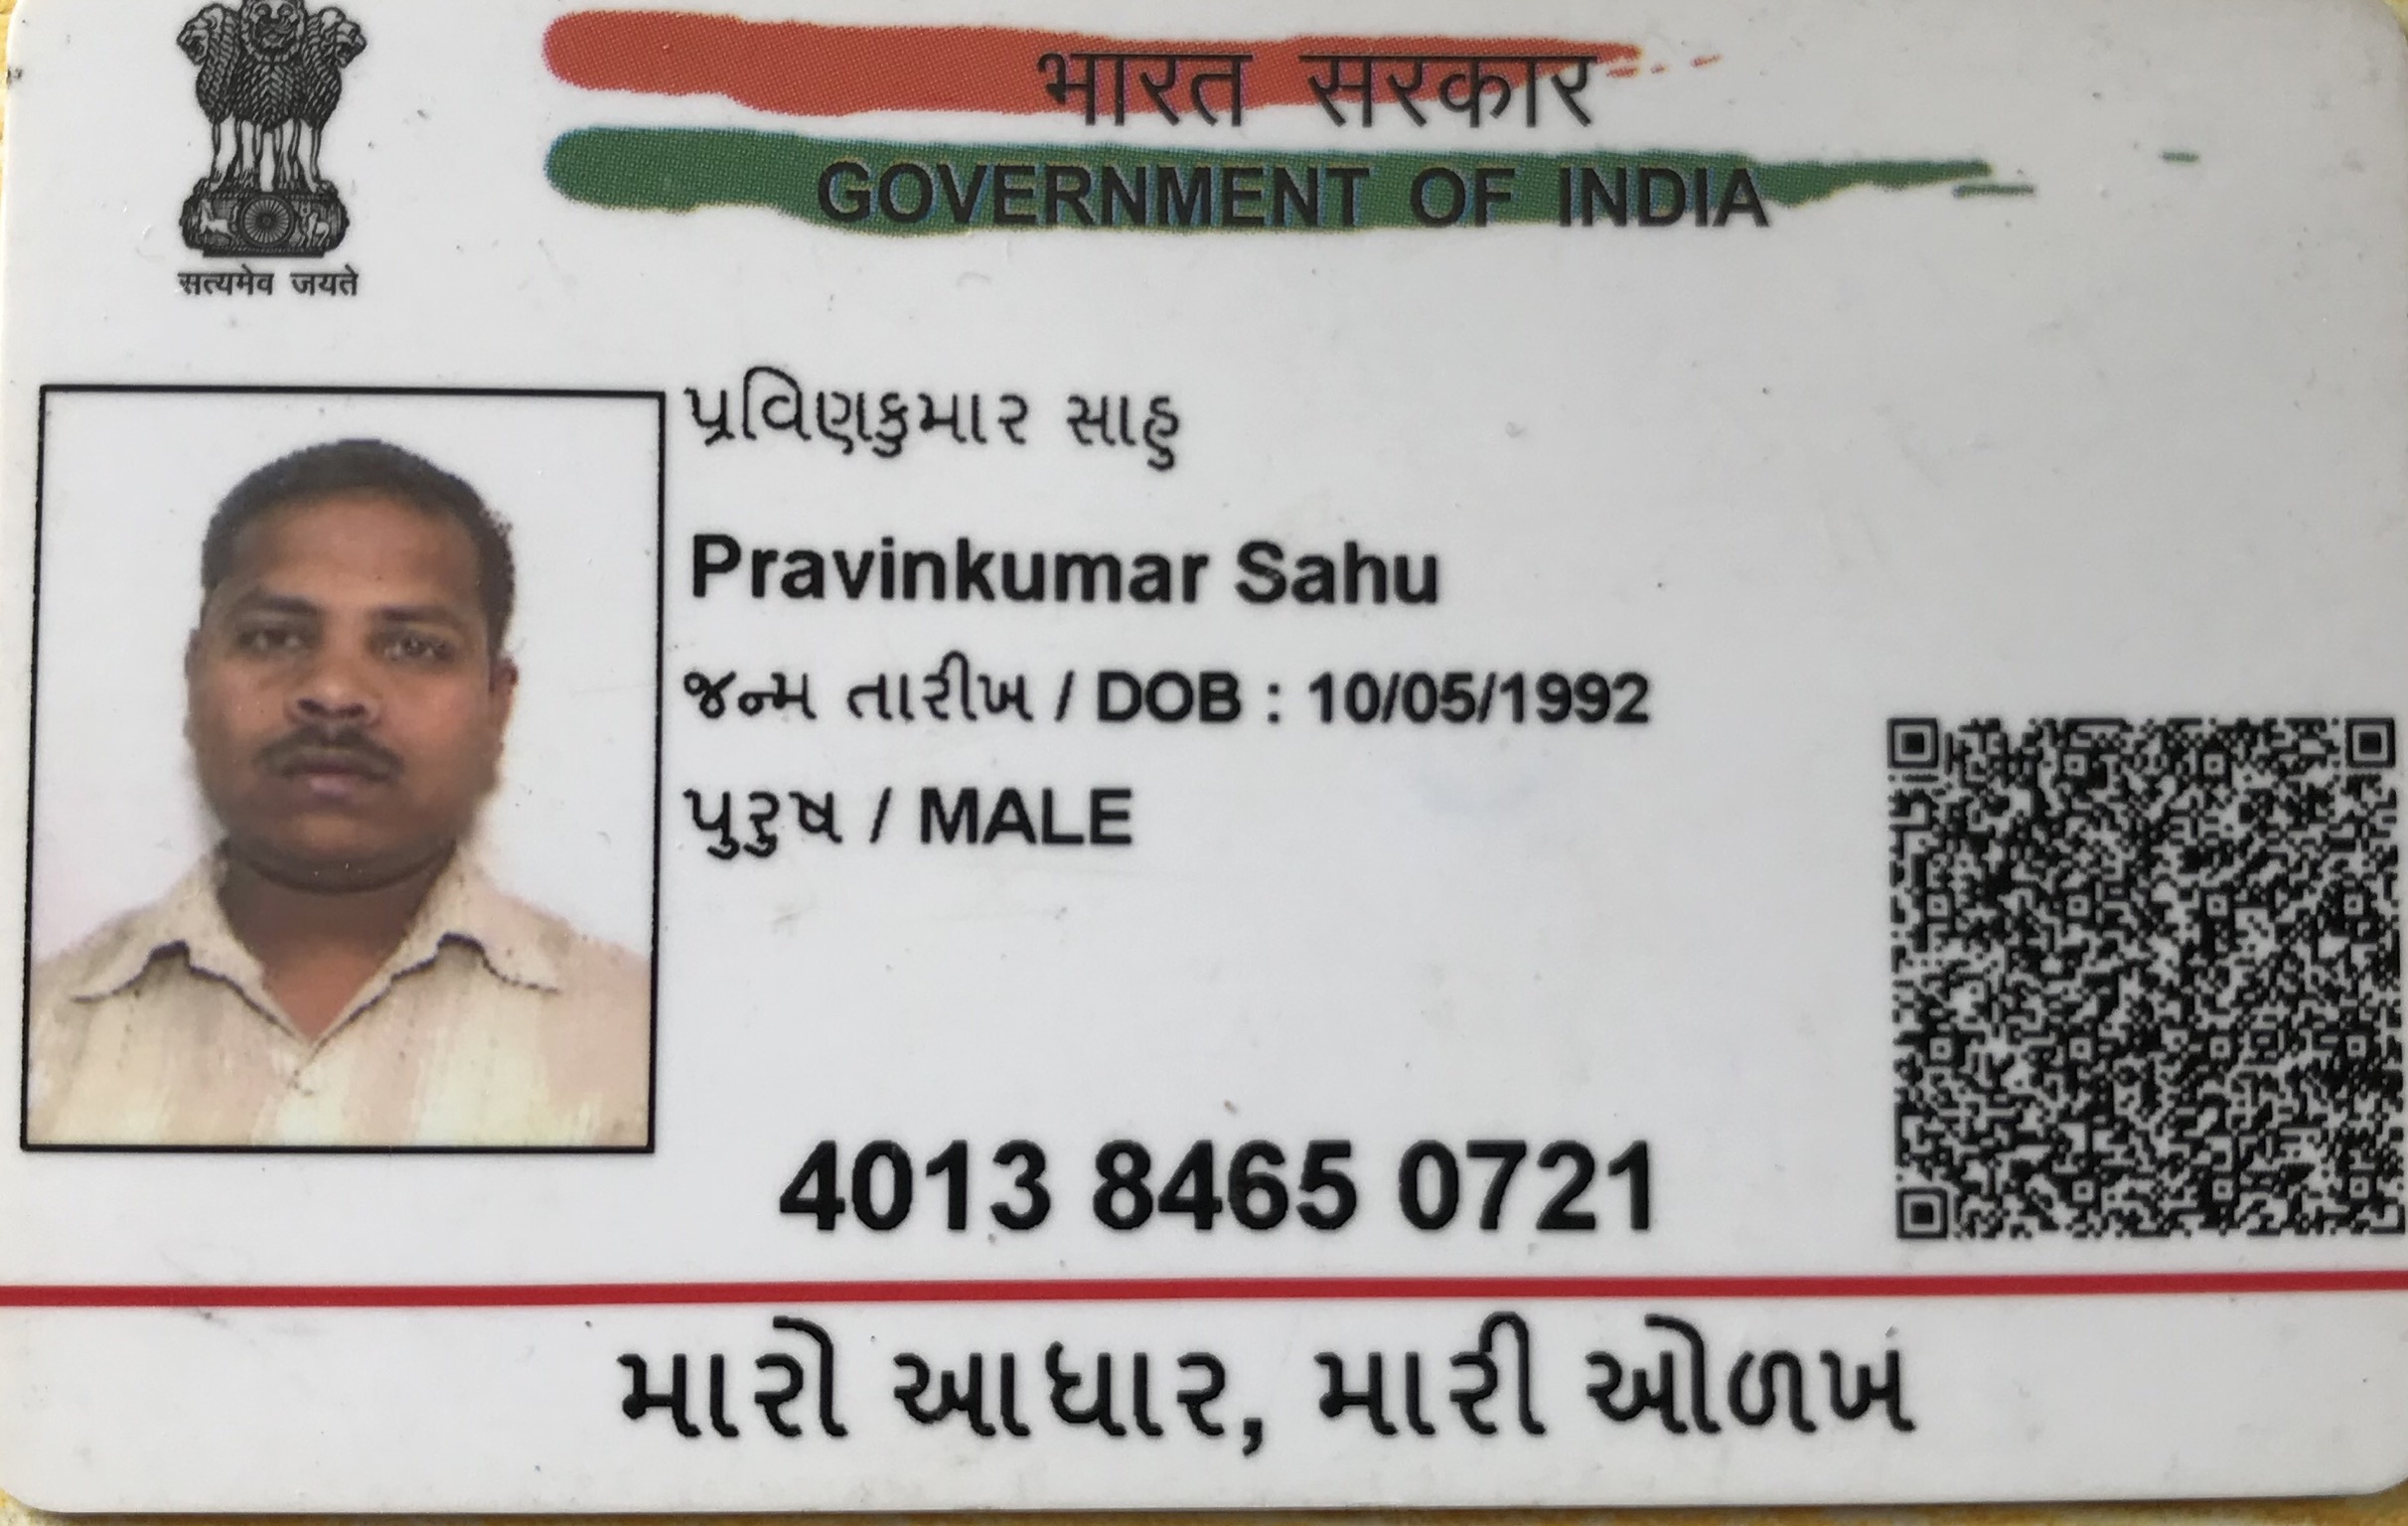 भारत सरकार
GOVERNMENT OF INDIA
सत्यमेव जयते
પ્રવિણકુમાર સાહુ
Pravinkumar Sahu
જન્મ તારીખ / DOB : 10/05/1992
પુરુષ / MALE
4013 8465 0721
મારો આધાર, મારી ઓળખ